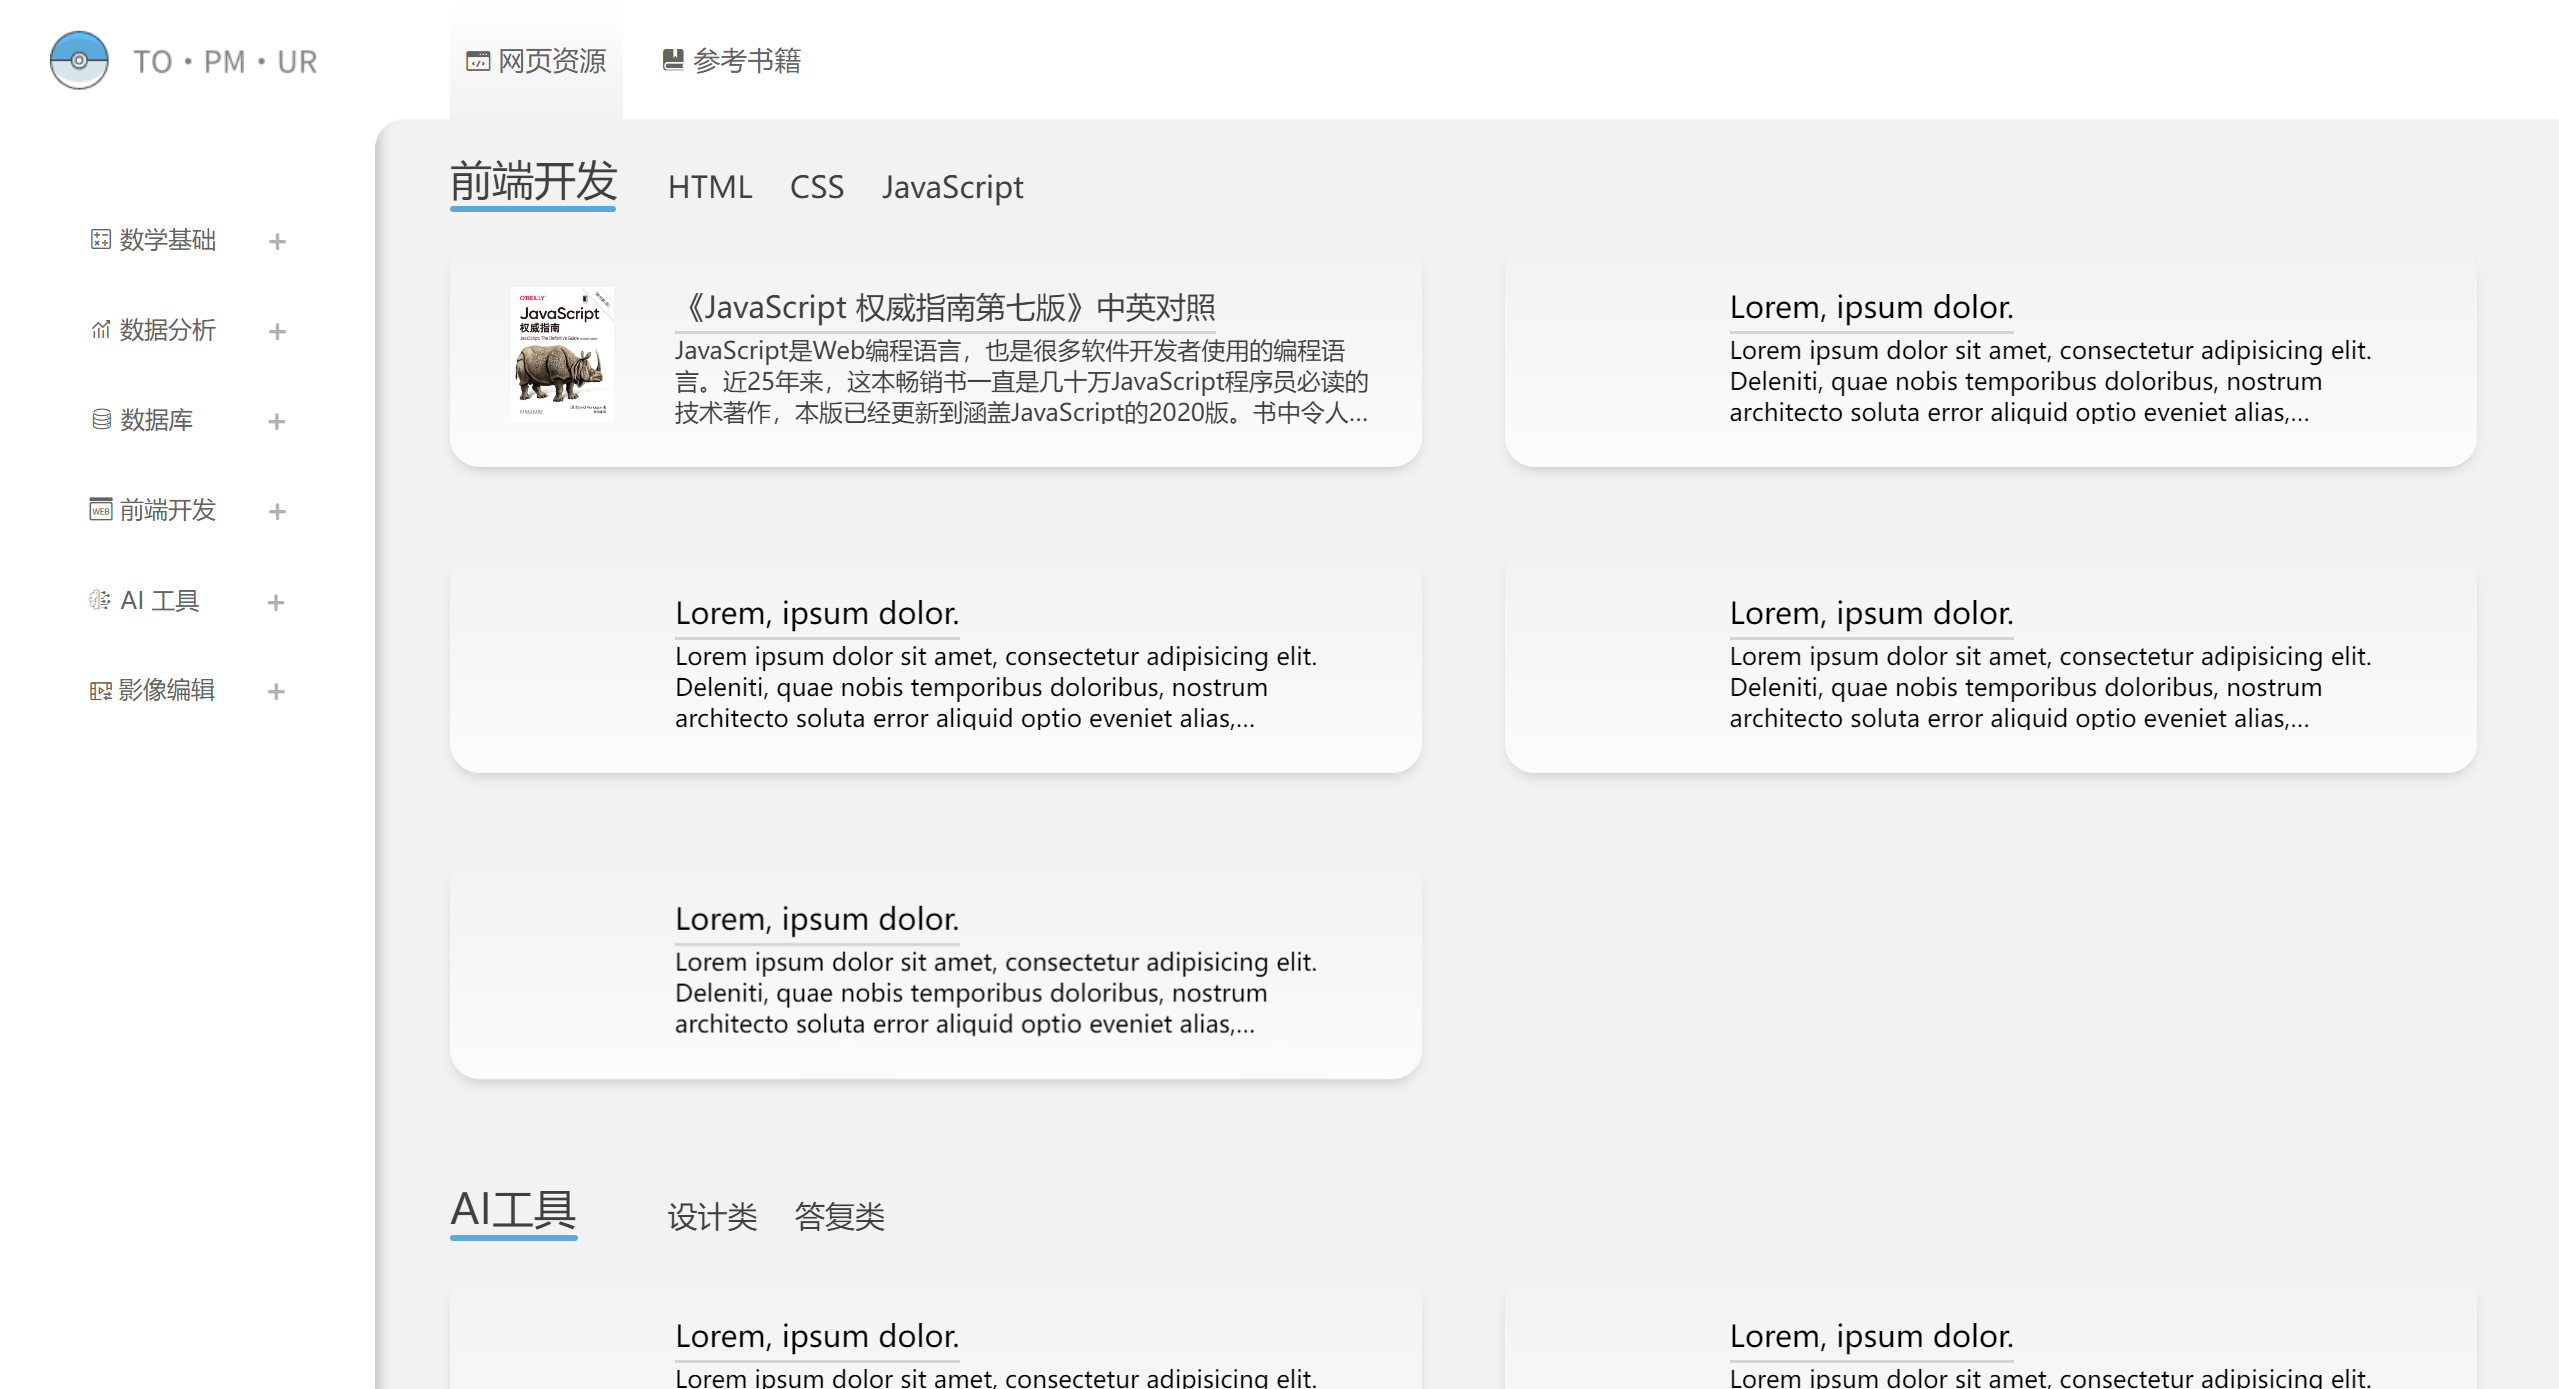 TO·PM·UR
网页资源
参考书籍
数学基础
数据分析
数据库
WEB 前端开发
AI 工具
影像编辑
前端开发
HTML CSS JavaScript
O'REILLY
JavaScript
权威指南
《JavaScript 权威指南第七版》中英对照
JavaScript是Web编程语言，也是很多软件开发者使用的编程语
言。近25年来，这本畅销书一直是几十万JavaScript程序员必读的
技术著作，本版已经更新到涵盖JavaScript的2020版。书中令人...
Lorem, ipsum dolor.
Lorem ipsum dolor sit amet, consectetur adipisicing elit.
Deleniti, quae nobis temporibus doloribus, nostrum
architecto soluta error aliquid optio eveniet alias,...
Lorem, ipsum dolor.
Lorem ipsum dolor sit amet, consectetur adipisicing elit.
Deleniti, quae nobis temporibus doloribus, nostrum
architecto soluta error aliquid optio eveniet alias,...
Lorem, ipsum dolor.
Lorem ipsum dolor sit amet, consectetur adipisicing elit.
Deleniti, quae nobis temporibus doloribus, nostrum
architecto soluta error aliquid optio eveniet alias,...
Lorem, ipsum dolor.
Lorem ipsum dolor sit amet, consectetur adipisicing elit.
Deleniti, quae nobis temporibus doloribus, nostrum
architecto soluta error aliquid optio eveniet alias,...
AI工具
设计类 答复类
Lorem, ipsum dolor.
Lorem ipsum dolor sit amet, consectetur adipisicing elit.
Lorem, ipsum dolor.
Lorem ipsum dolor sit amet, consectetur adipisicing elit.